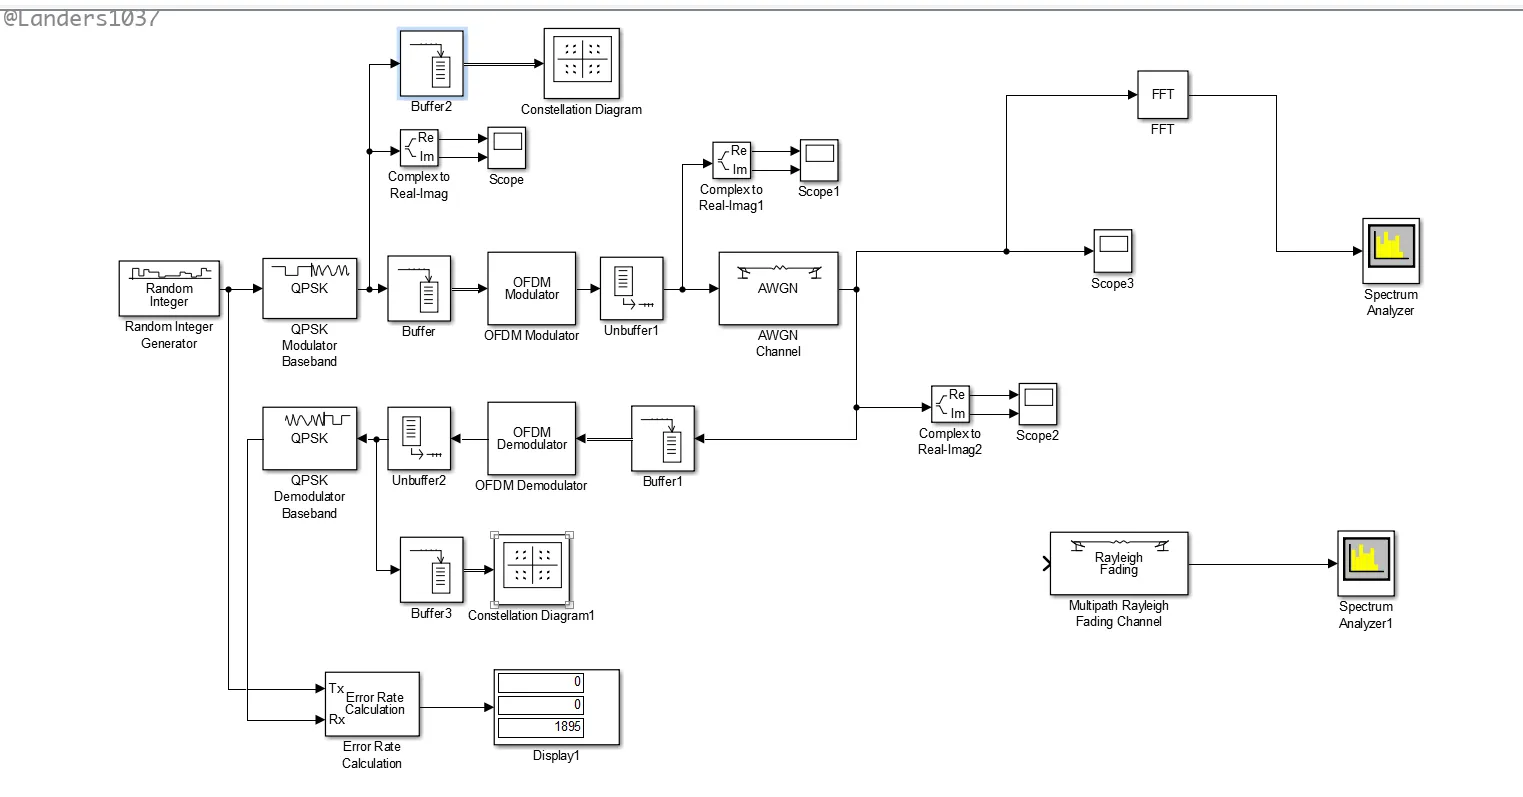 @Landers1037
Buffer2
Constellation Diagram
Re
Im
Complex to
Real-Imag
Scope
Re
Im
Complex to
Real-Imag1
Scope1
FFT
FFT
Scope3
Spectrum
Analyzer
Random
Integer
Random Integer
Generator
QPSK
QPSK
Modulator
Baseband
Buffer
OFDM
Modulator
OFDM Modulator
Unbuffer1
AWGN
AWGN
Channel
QPSK
QPSK
Demodulator
Baseband
Unbuffer2
OFDM
Demodulator
OFDM Demodulator
Buffer1
Re
Im
Complex to
Real-Imag2
Scope2
Buffer3
Constellation Diagram1
Rayleigh
Fading
Multipath Rayleigh
Fading Channel
Spectrum
Analyzer1
Tx
Rx
Error Rate
Calculation
Error Rate
Calculation
0
0
1895
Display1